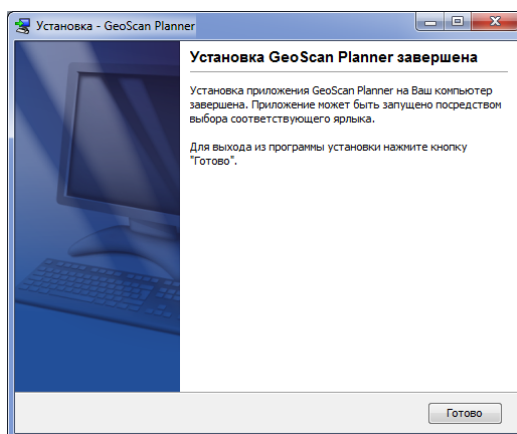 Установка - GeoScan Planner
Установка GeoScan Planner завершена
Установка приложения GeoScan Planner на Ваш компьютер
завершена. Приложение может быть запущено посредством
выбора соответствующего ярлыка.
Для выхода из программы установки нажмите кнопку
"Готово".
Готово